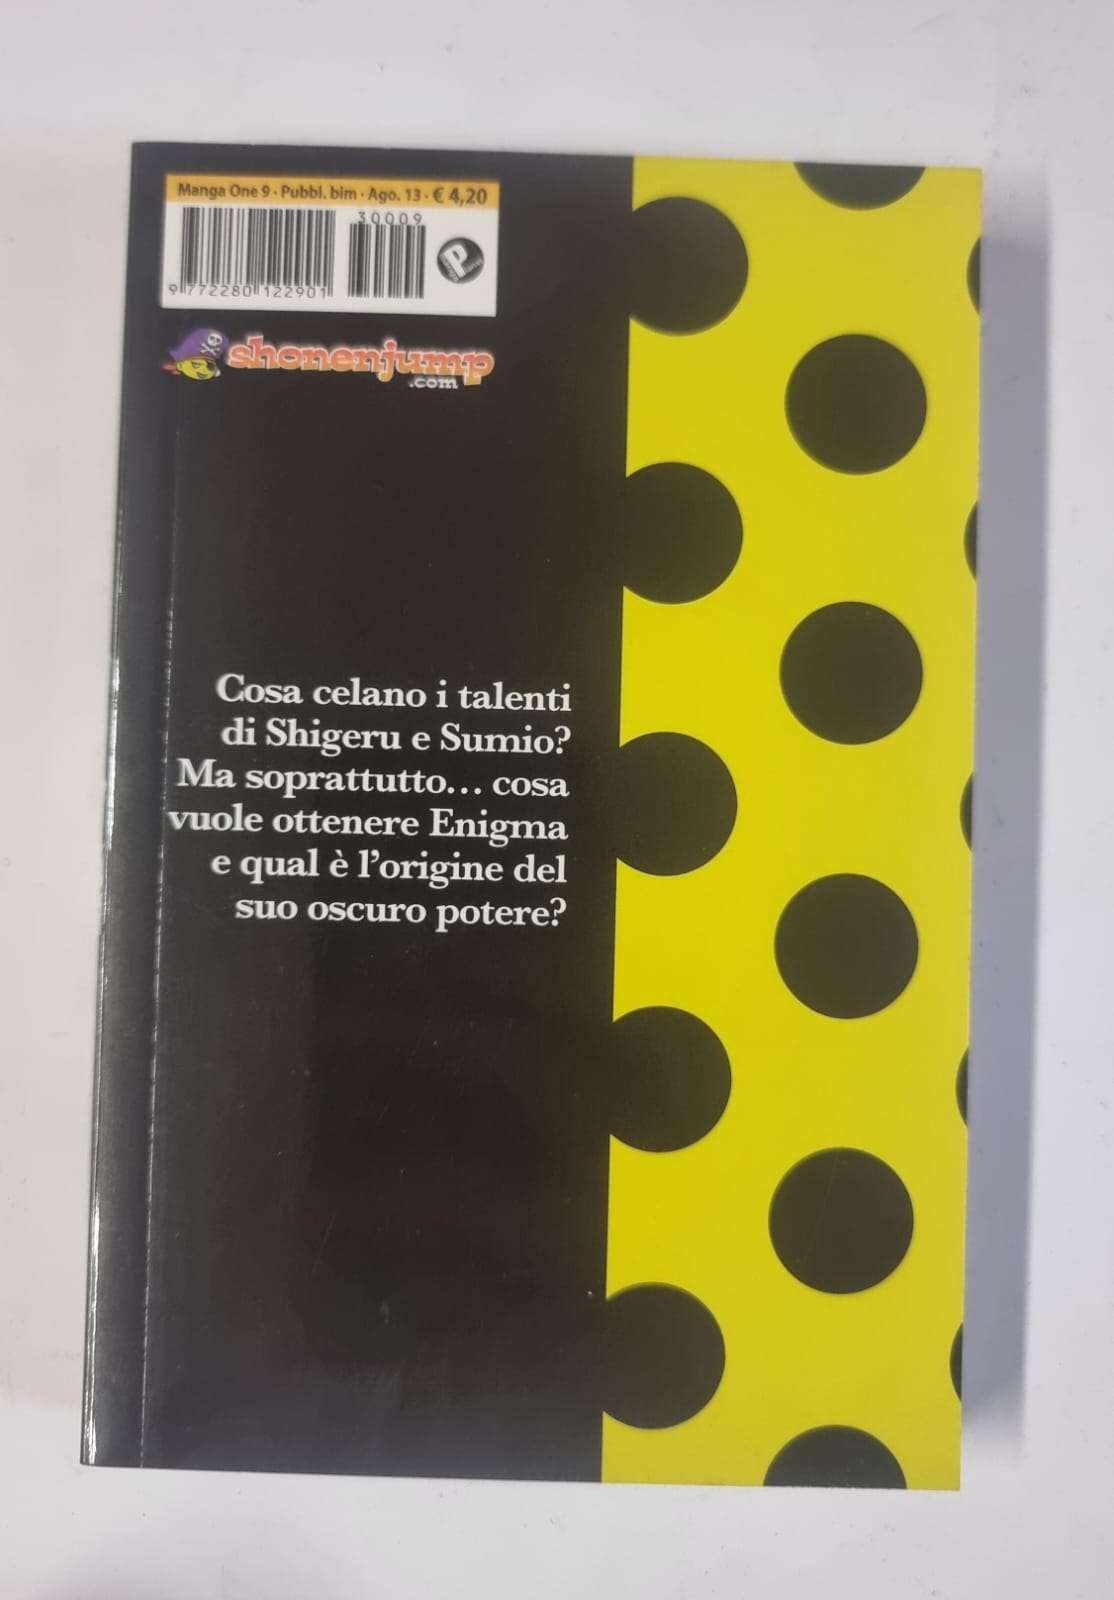 Manga One 9 · Pubbl. bim · Ago. 13 · € 4,20
30009
9 772280 122901
P
shonenjump
.com
Cosa celano i talenti
di Shigeru e Sumio?
Ma soprattutto... cosa
vuole ottenere Enigma
e qual è l'origine del
suo oscuro potere?